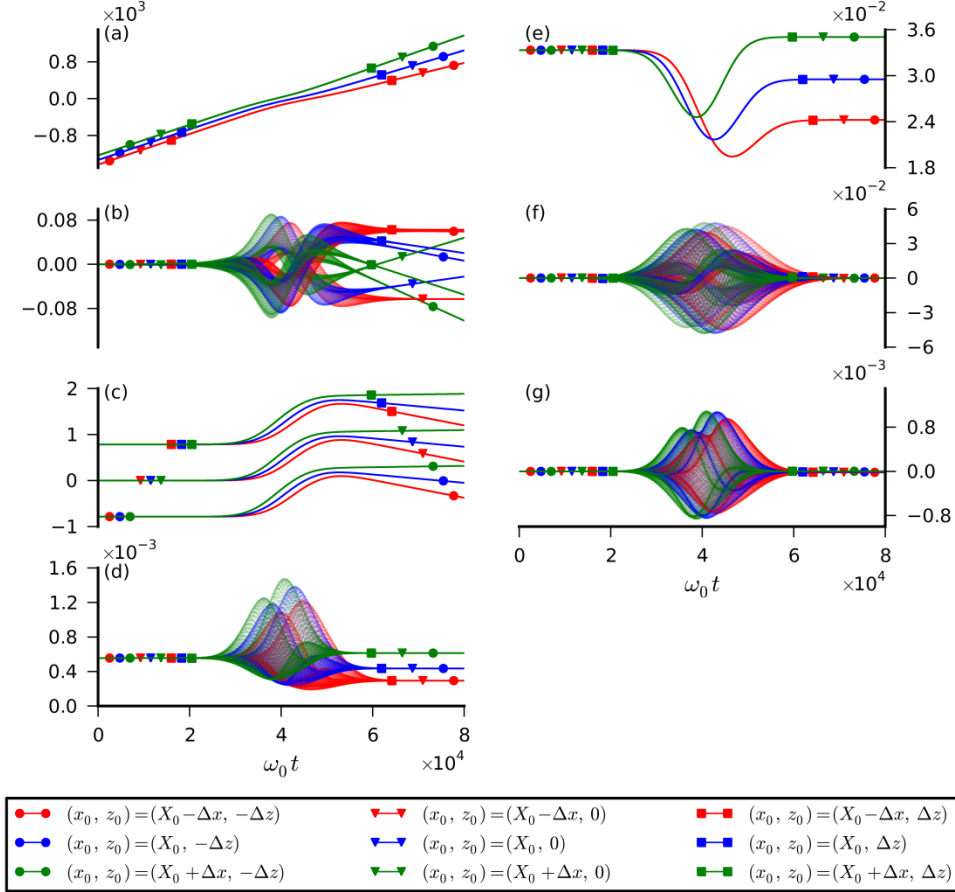 ×10³
(a)
0.8
0.0
−0.8
(b)
0.08
0.00
−0.08
(c)
2
1
0
−1
×10⁻³
(d)
1.6
1.2
0.8
0.4
0.0
0 2 4 6 8
ω₀t ×10⁴
×10⁻²
(e)
3.6
3.0
2.4
1.8
×10⁻²
(f)
6
4
2
0
−2
−4
−6
×10⁻³
(g)
0.8
0.0
−0.8
0 2 4 6 8
ω₀t ×10⁴
(x₀, z₀)=(X₀−Δx, −Δz) (x₀, z₀)=(X₀−Δx, 0) (x₀, z₀)=(X₀−Δx, Δz)
(x₀, z₀)=(X₀, −Δz) (x₀, z₀)=(X₀, 0) (x₀, z₀)=(X₀, Δz)
(x₀, z₀)=(X₀+Δx, −Δz) (x₀, z₀)=(X₀+Δx, 0) (x₀, z₀)=(X₀+Δx, Δz)